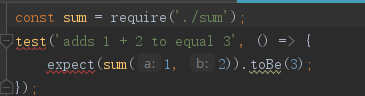 const sum = require('./sum');
test('adds 1 + 2 to equal 3', () => {
expect(sum( a: 1, b: 2)).toBe(3);
});